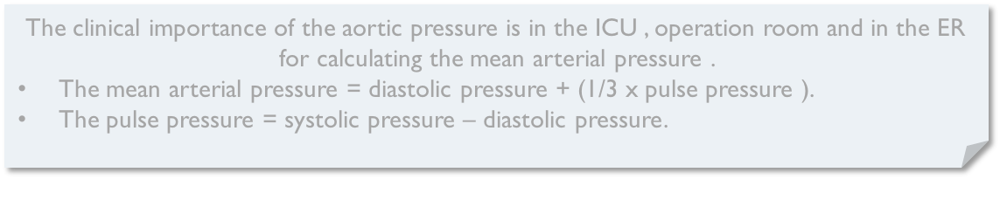 The clinical importance of the aortic pressure is in the ICU , operation room and in the ER
for calculating the mean arterial pressure .
• The mean arterial pressure = diastolic pressure + (1/3 x pulse pressure ).
• The pulse pressure = systolic pressure – diastolic pressure.